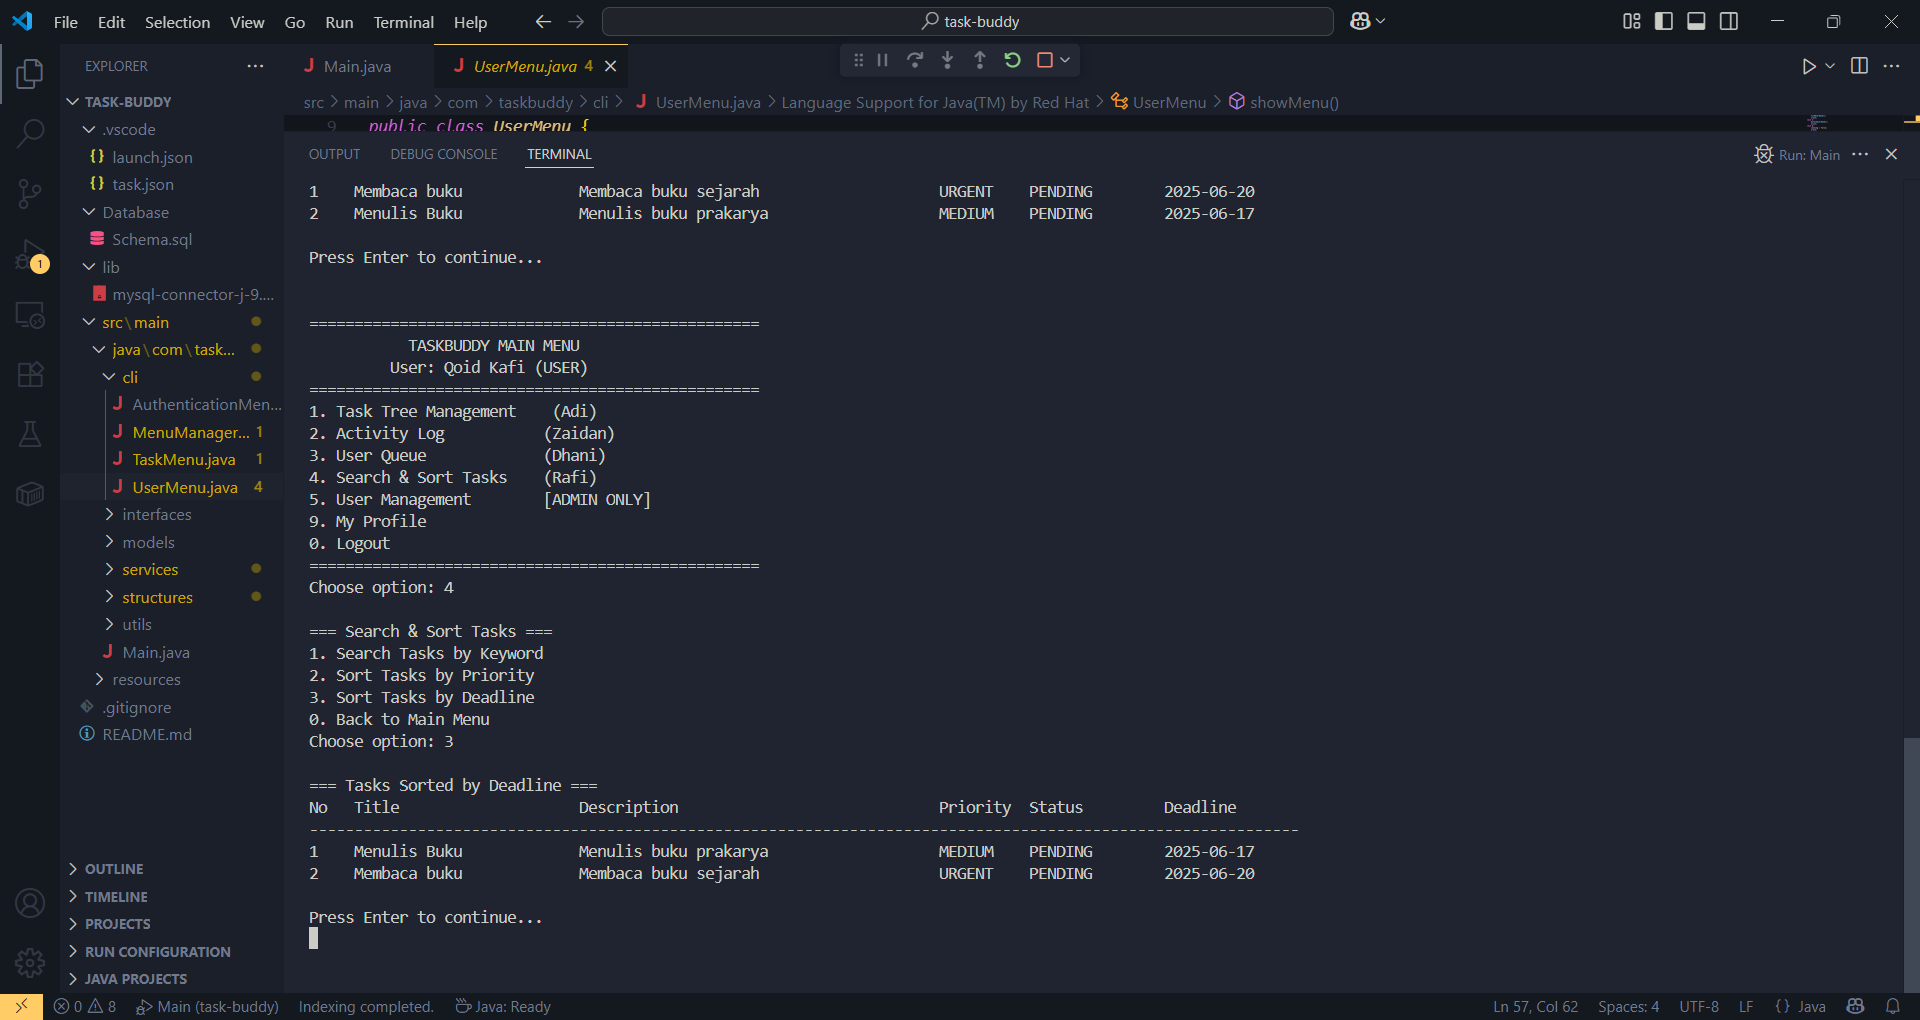 File Edit Selection View Go Run Terminal Help task-buddy
EXPLORER
TASK-BUDDY
.vscode
launch.json
task.json
Database
Schema.sql
lib
mysql-connector-j-9....
src\main
java\com\task...
cli
AuthenticationMen...
MenuManager... 1
TaskMenu.java 1
UserMenu.java 4
interfaces
models
services
structures
utils
Main.java
resources
.gitignore
README.md
OUTLINE
TIMELINE
PROJECTS
RUN CONFIGURATION
JAVA PROJECTS
1
Main.java UserMenu.java 4
src > main > java > com > taskbuddy > cli > UserMenu.java > Language Support for Java(TM) by Red Hat > UserMenu > showMenu()
9 public class UserMenu {
OUTPUT DEBUG CONSOLE TERMINAL Run: Main
1 Membaca buku Membaca buku sejarah URGENT PENDING 2025-06-20
2 Menulis Buku Menulis buku prakarya MEDIUM PENDING 2025-06-17
Press Enter to continue...
==================================================
TASKBUDDY MAIN MENU
User: Qoid Kafi (USER)
==================================================
1. Task Tree Management (Adi)
2. Activity Log (Zaidan)
3. User Queue (Dhani)
4. Search & Sort Tasks (Rafi)
5. User Management [ADMIN ONLY]
9. My Profile
0. Logout
==================================================
Choose option: 4
=== Search & Sort Tasks ===
1. Search Tasks by Keyword
2. Sort Tasks by Priority
3. Sort Tasks by Deadline
0. Back to Main Menu
Choose option: 3
=== Tasks Sorted by Deadline ===
No Title Description Priority Status Deadline
--------------------------------------------------------------------------------------------------------------
1 Menulis Buku Menulis buku prakarya MEDIUM PENDING 2025-06-17
2 Membaca buku Membaca buku sejarah URGENT PENDING 2025-06-20
Press Enter to continue...
0 8 Main (task-buddy) Indexing completed. Java: Ready Ln 57, Col 62 Spaces: 4 UTF-8 LF {} Java